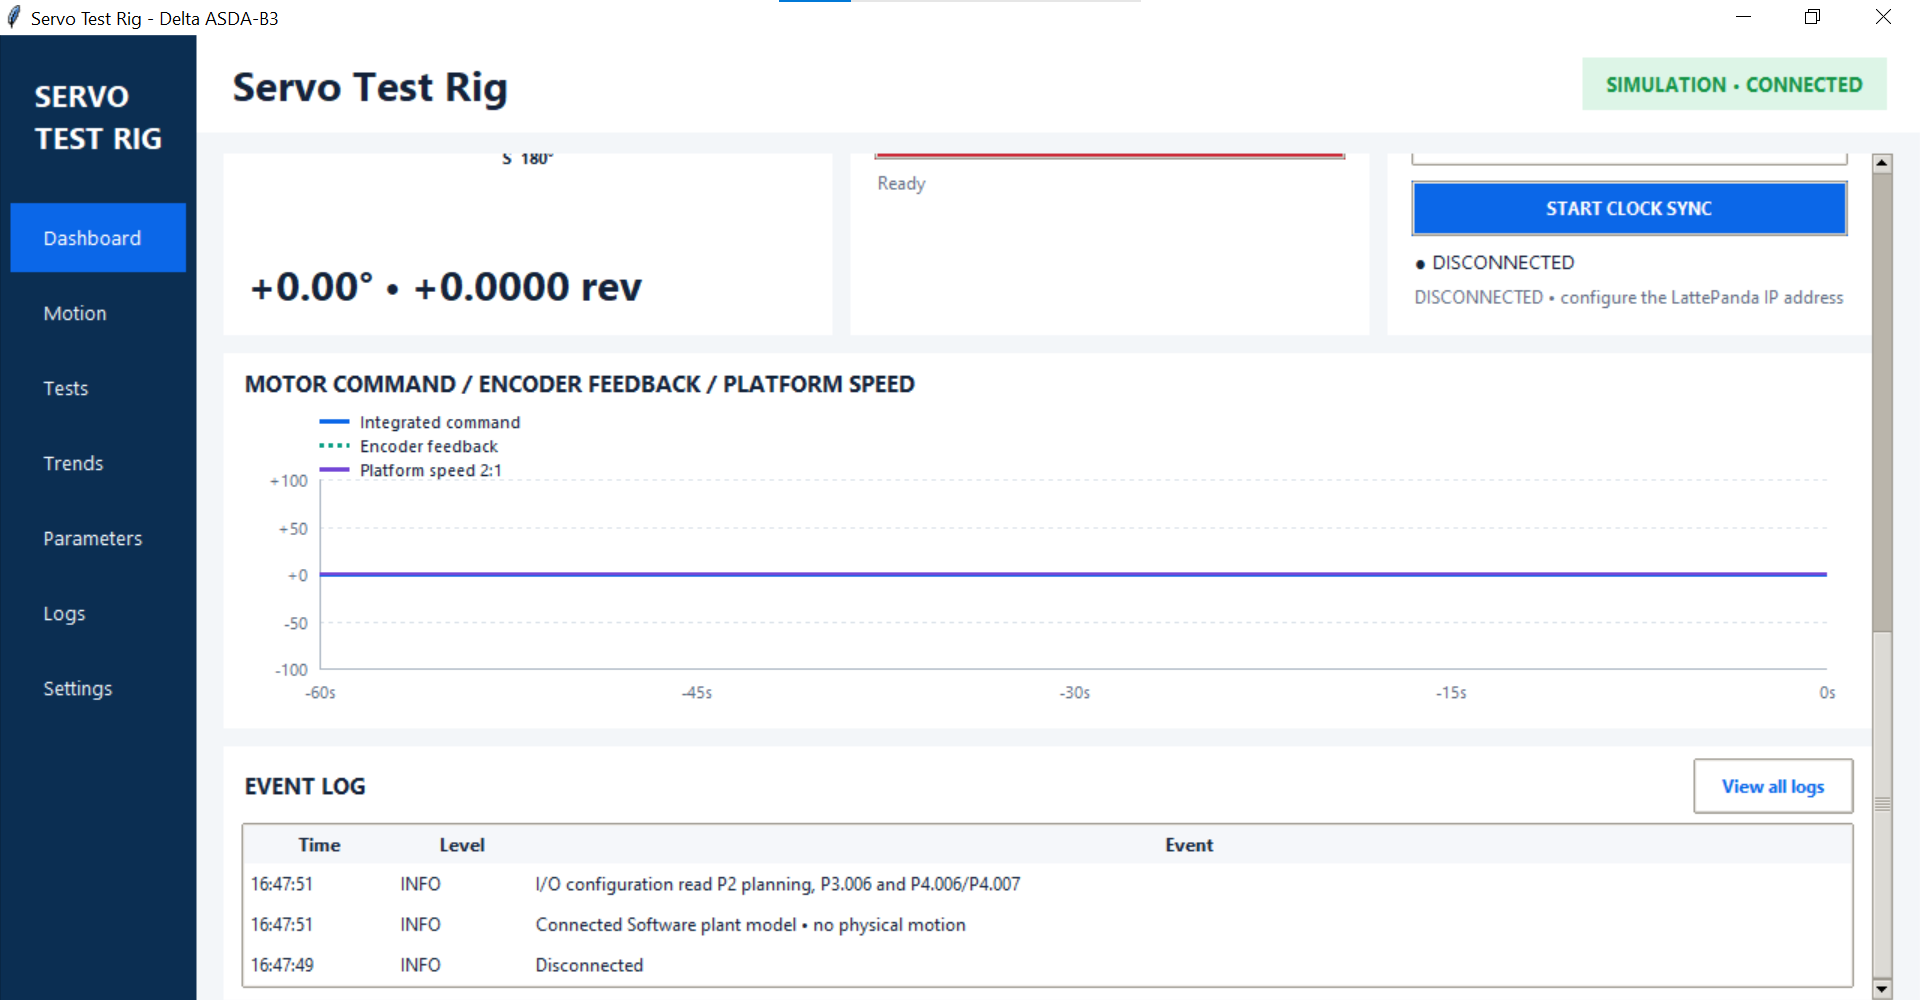 Servo Test Rig - Delta ASDA-B3
SERVO
TEST RIG
Dashboard
Motion
Tests
Trends
Parameters
Logs
Settings
Servo Test Rig
SIMULATION • CONNECTED
S 180°
+0.00° • +0.0000 rev
Ready
START CLOCK SYNC
● DISCONNECTED
DISCONNECTED • configure the LattePanda IP address
MOTOR COMMAND / ENCODER FEEDBACK / PLATFORM SPEED
Integrated command
Encoder feedback
Platform speed 2:1
+100
+50
+0
-50
-100
-60s -45s -30s -15s 0s
EVENT LOG
View all logs
Time Level Event
16:47:51 INFO I/O configuration read P2 planning, P3.006 and P4.006/P4.007
16:47:51 INFO Connected Software plant model • no physical motion
16:47:49 INFO Disconnected